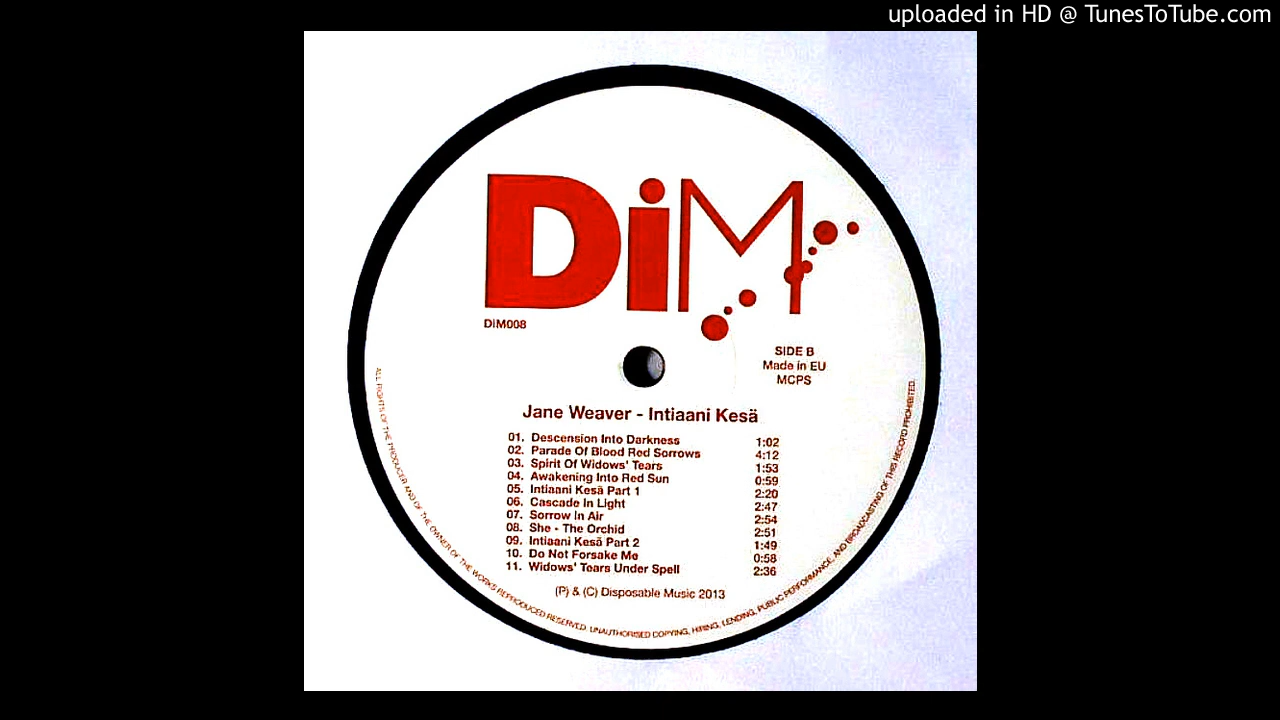 uploaded in HD @ TunesToTube.com
DiM
DIM008
SIDE B
Made in EU
MCPS
Jane Weaver - Intiaani Kesä
01. Descension Into Darkness 1:02
02. Parade Of Blood Red Sorrows 4:12
03. Spirit Of Widows' Tears 1:53
04. Awakening Into Red Sun 0:59
05. Intiaani Kesä Part 1 2:20
06. Cascade In Light 2:47
07. Sorrow In Air 2:54
08. She - The Orchid 2:51
09. Intiaani Kesä Part 2 1:49
10. Do Not Forsake Me 0:58
11. Widows' Tears Under Spell 2:36
(P) & (C) Disposable Music 2013
ALL RIGHTS OF THE PRODUCER AND OF THE OWNER OF THE WORKS REPRODUCED RESERVED. UNAUTHORISED COPYING, HIRING, LENDING, PUBLIC PERFORMANCE, AND BROADCASTING OF THIS RECORD PROHIBITED.